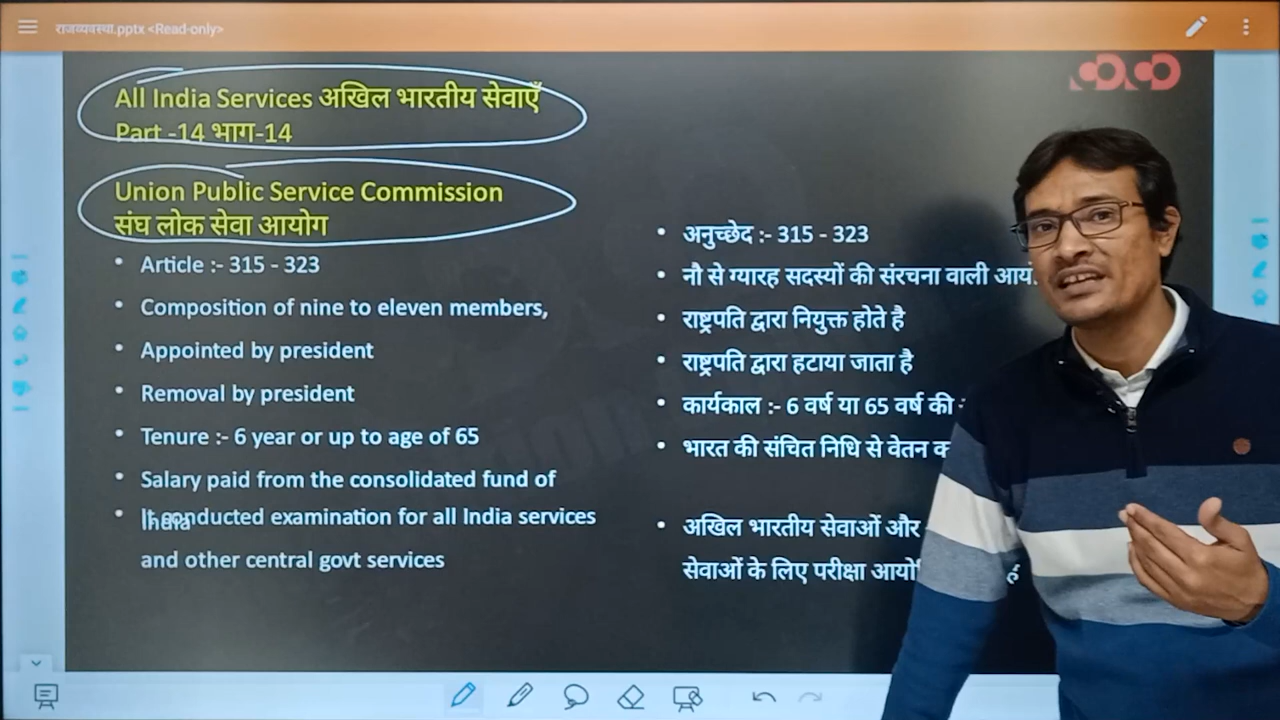 राजव्यवस्था.pptx <Read-only>
All India Services अखिल भारतीय सेवाएँ
Part -14 भाग-14
Union Public Service Commission
संघ लोक सेवा आयोग
• Article :- 315 - 323
• Composition of nine to eleven members,
• Appointed by president
• Removal by president
• Tenure :- 6 year or up to age of 65
• Salary paid from the consolidated fund of
India
• It conducted examination for all India services
and other central govt services
• अनुच्छेद :- 315 - 323
• नौ से ग्यारह सदस्यों की संरचना वाली
• राष्ट्रपति द्वारा नियुक्त होते है
• राष्ट्रपति द्वारा हटाया जाता है
• कार्यकाल :- 6 वर्ष या 65 वर्ष की
• भारत की संचित निधि से वेतन
• अखिल भारतीय सेवाओं और
सेवाओं के लिए परीक्षा